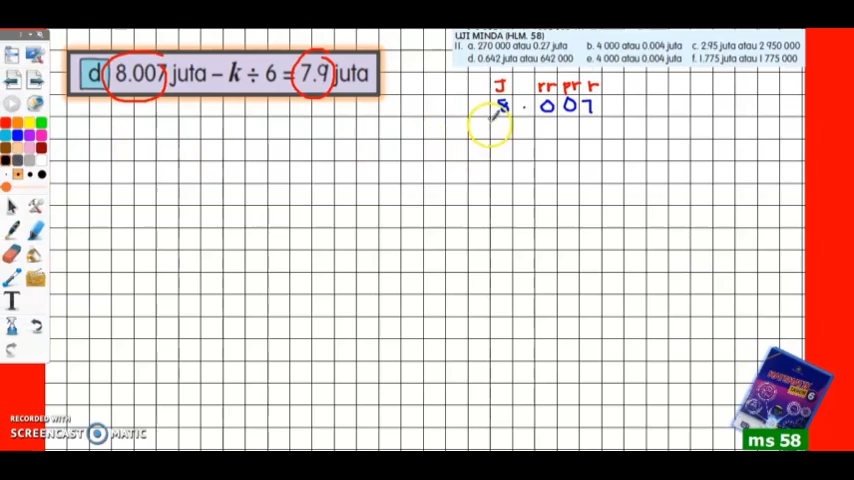 UJI MINDA (HLM. 58)
11. a. 270 000 atau 0.27 juta b. 4 000 atau 0.004 juta c. 2.95 juta atau 2 950 000
d. 0.642 juta atau 642 000 e. 4 000 atau 0.004 juta f. 1.775 juta atau 1 775 000
d 8.007 juta – k ÷ 6 = 7.9 juta
J rr pr r
8 . 0 0 7
T
MATEMATIK
6
RECORDED WITH
SCREENCAST MATIC
ms 58